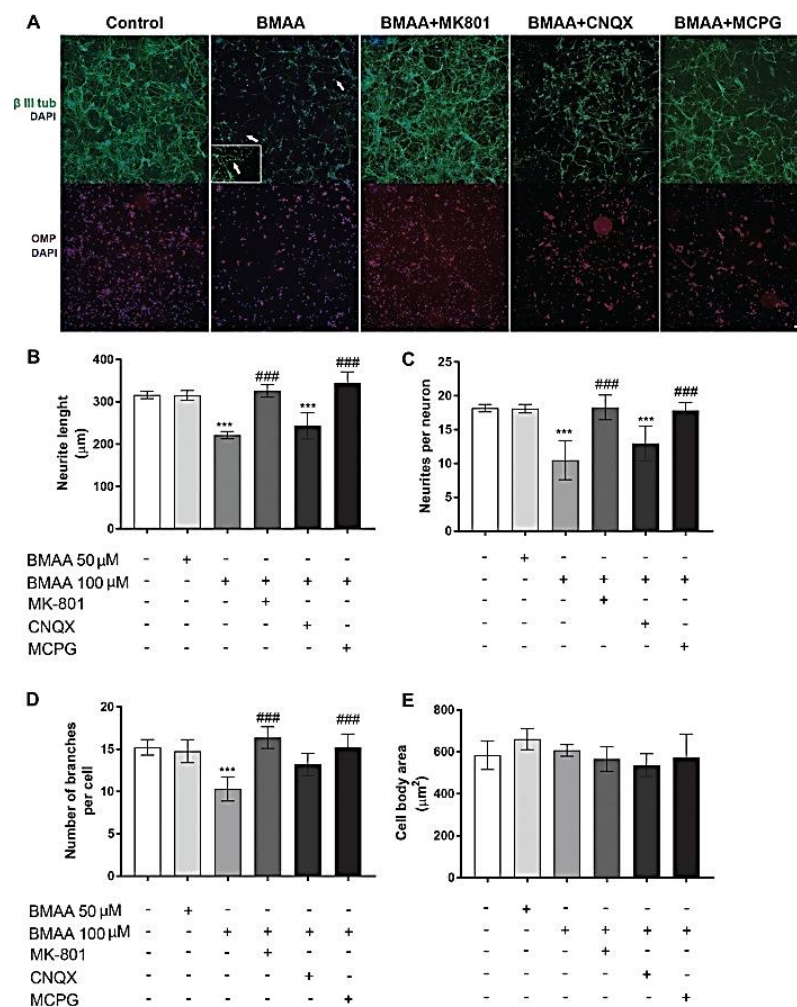 A Control BMAA BMAA+MK801 BMAA+CNQX BMAA+MCPG
β III tub
DAPI
OMP
DAPI
B
400
300
200
100
0
Neurite lenght
(μm)
*** ### *** ###
BMAA 50 μM - + - - - -
BMAA 100 μM - - + + + +
MK-801 - - - + - -
CNQX - - - - + -
MCPG - - - - - +
C
25
20
15
10
5
0
Neurites per neuron
*** ### *** ###
- + - - - -
- - + + + +
- - - + - -
- - - - + -
- - - - - +
D
20
15
10
5
0
Number of branches
per cell
*** ### ###
BMAA 50 μM - + - - - -
BMAA 100 μM - - + + + +
MK-801 - - - + - -
CNQX - - - - + -
MCPG - - - - - +
E
800
600
400
200
0
Cell body area
(μm²)
- + - - - -
- - + + + +
- - - + - -
- - - - + -
- - - - - +